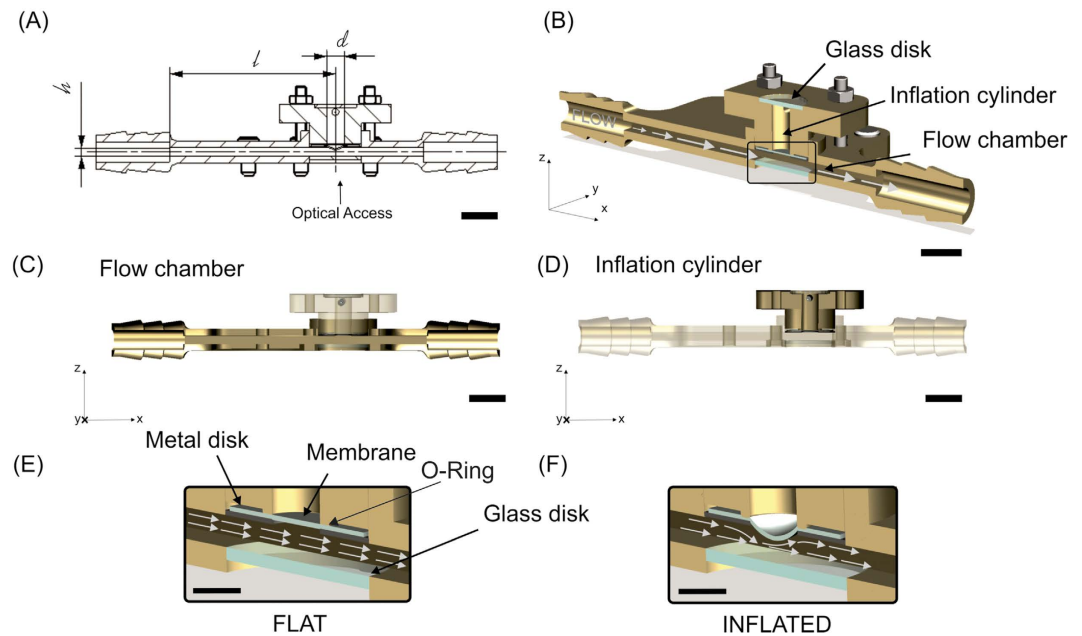 (A)
l
d
h
Optical Access
(B)
Glass disk
Inflation cylinder
Flow chamber
FLOW
z
y
x
(C) Flow chamber
z
y x
(D) Inflation cylinder
z
y x
(E)
Metal disk
Membrane
O-Ring
Glass disk
FLAT
(F)
INFLATED